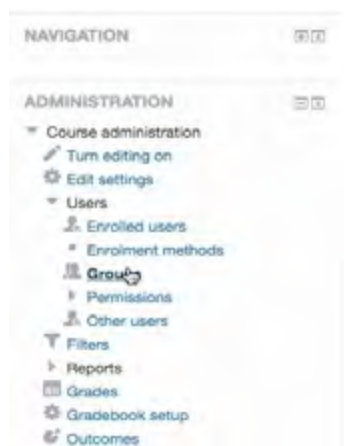 NAVIGATION
ADMINISTRATION
Course administration
Turn editing on
Edit settings
Users
Enrolled users
Enrolment methods
Groups
Permissions
Other users
Filters
Reports
Grades
Gradebook setup
Outcomes